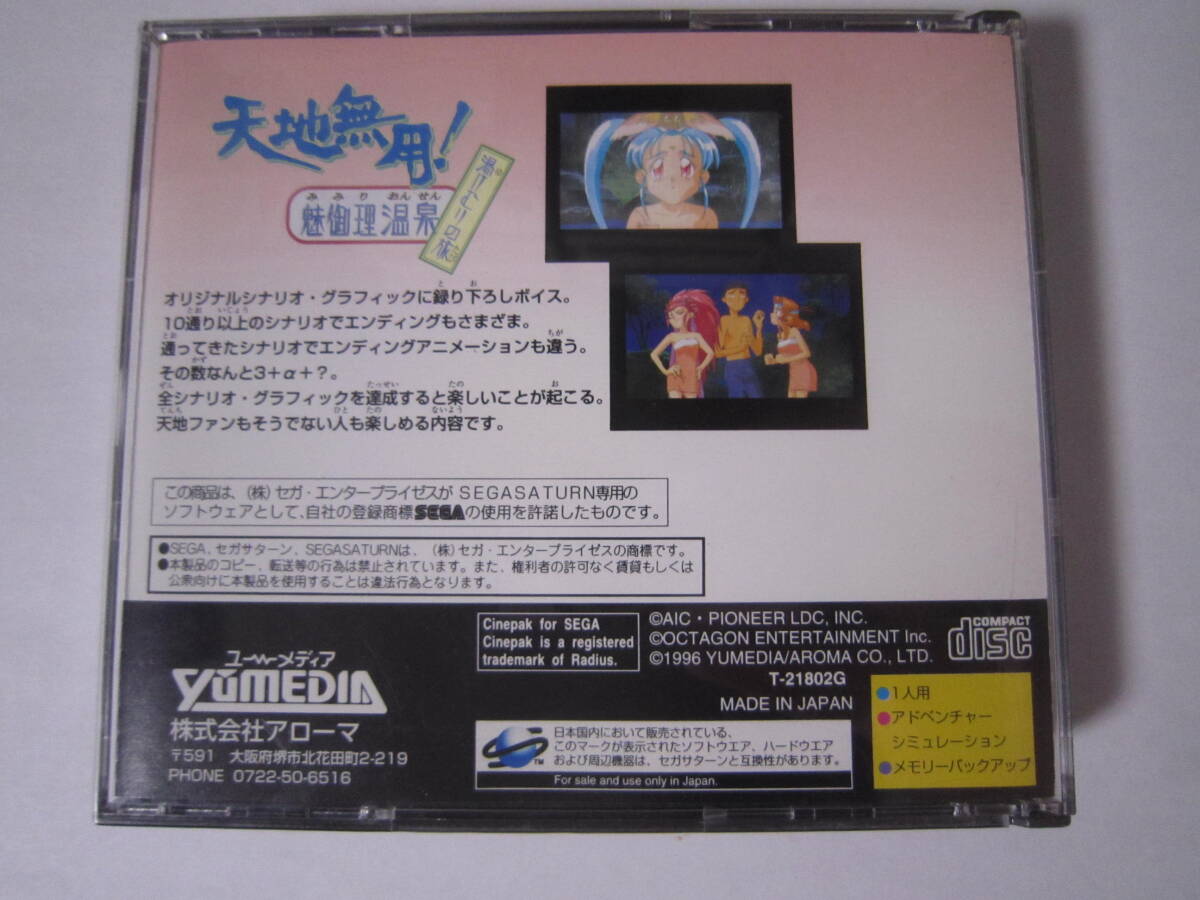 天地無用!
みみり おんせん
魅御理温泉
湯けむりの旅
オリジナルシナリオ・グラフィックに録り下ろしボイス。
10通り以上のシナリオでエンディングもさまざま。
通ってきたシナリオでエンディングアニメーションも違う。
その数なんと3+α+?。
全シナリオ・グラフィックを達成すると楽しいことが起こる。
天地ファンもそうでない人も楽しめる内容です。
この商品は、(株)セガ・エンタープライゼスが SEGASATURN専用の
ソフトウェアとして、自社の登録商標SEGAの使用を許諾したものです。
●SEGA、セガサターン、SEGASATURNは、(株)セガ・エンタープライゼスの商標です。
●本製品のコピー、転送等の行為は禁止されています。また、権利者の許可なく賃貸もしくは
公衆向けに本製品を使用することは違法行為となります。
ユーメディア
YUMEDIA
株式会社アローマ
〒591 大阪府堺市北花田町2-219
PHONE 0722-50-6516
Cinepak for SEGA
Cinepak is a registered
trademark of Radius.
©AIC・PIONEER LDC, INC.
©OCTAGON ENTERTAINMENT Inc.
©1996 YUMEDIA/AROMA CO., LTD.
T-21802G
MADE IN JAPAN
COMPACT
disc
日本国内において販売されている、
このマークが表示されたソフトウエア、ハードウエア
および周辺機器は、セガサターンと互換性があります。
For sale and use only in Japan.
TM
●1人用
●アドベンチャー
シミュレーション
●メモリーバックアップ